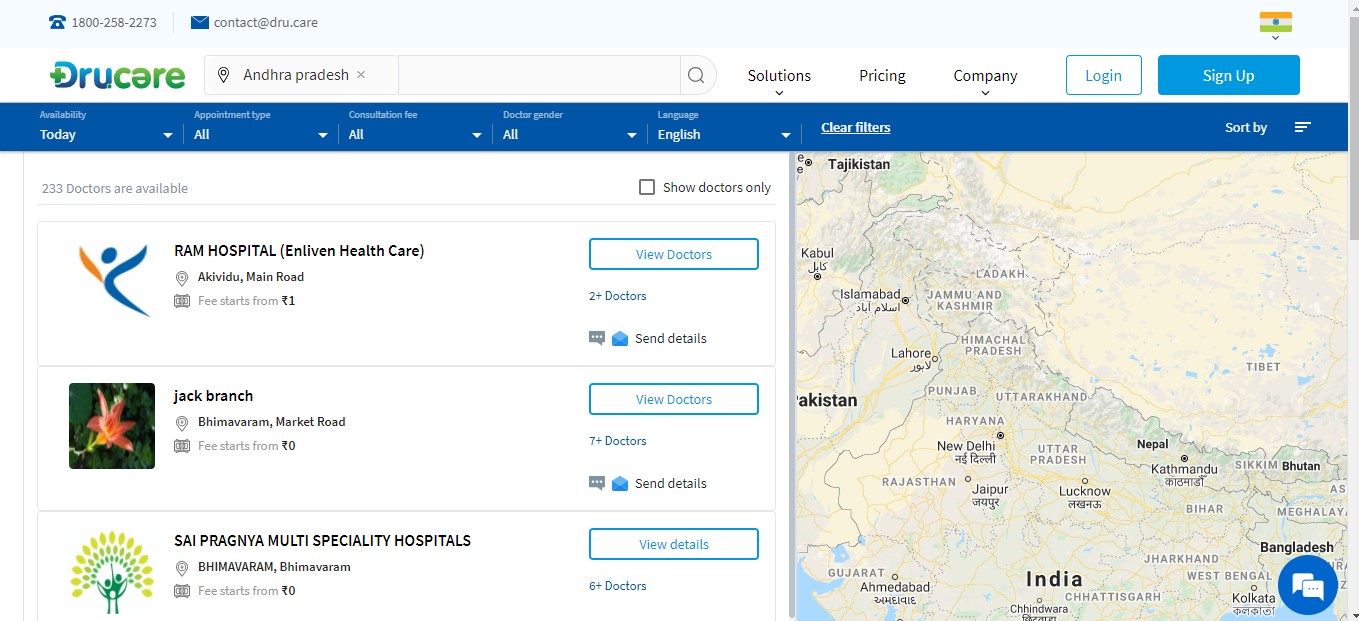 1800-258-2273
contact@dru.care
Drucare
Andhra pradesh ×
Solutions
Pricing
Company
Login
Sign Up
Availability
Today
Appointment type
All
Consultation fee
All
Doctor gender
All
Language
English
Clear filters
Sort by
233 Doctors are available
Show doctors only
RAM HOSPITAL (Enliven Health Care)
Akividu, Main Road
Fee starts from ₹1
View Doctors
2+ Doctors
Send details
jack branch
Bhimavaram, Market Road
Fee starts from ₹0
View Doctors
7+ Doctors
Send details
SAI PRAGNYA MULTI SPECIALITY HOSPITALS
BHIMAVARAM, Bhimavaram
Fee starts from ₹0
View details
6+ Doctors
Tajikistan
Kabul
کابل
LADAKH
Islamabad
اسلام آباد
JAMMU AND
KASHMIR
HIMACHAL
PRADESH
Lahore
لاہور
TIBET
PUNJAB
UTTARAKHAND
akistan
HARYANA
New Delhi
नई दिल्ली
UTTAR
PRADESH
Nepal
Kathmandu
काठमाडौं
SIKKIM
Bhutan
RAJASTHAN
Jaipur
जयपुर
Lucknow
लखनऊ
AS
BIHAR
MEGHALAYA
Bangladesh
GUJARAT
Ahmedabad
અમદાવાદ
India
JHARKHAND
WEST BENGAL
CHHATTISGARH
Kolkata
কলকাতা
Chhindwara
छिंदवाड़ा